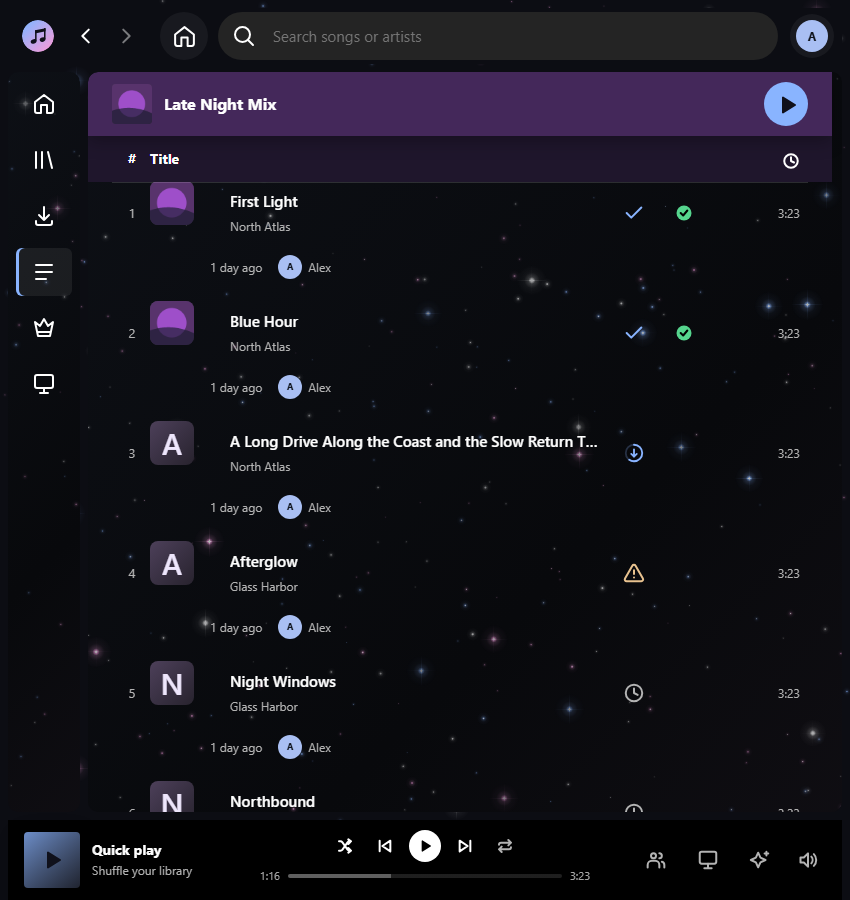 Search songs or artists
A
Late Night Mix
# Title
1 First Light 3:23
North Atlas
1 day ago A Alex
2 Blue Hour 3:23
North Atlas
1 day ago A Alex
A
3 A Long Drive Along the Coast and the Slow Return T... 3:23
North Atlas
1 day ago A Alex
A
4 Afterglow 3:23
Glass Harbor
1 day ago A Alex
N
5 Night Windows 3:23
Glass Harbor
1 day ago A Alex
N
Northbound
Quick play
Shuffle your library
1:16 3:23